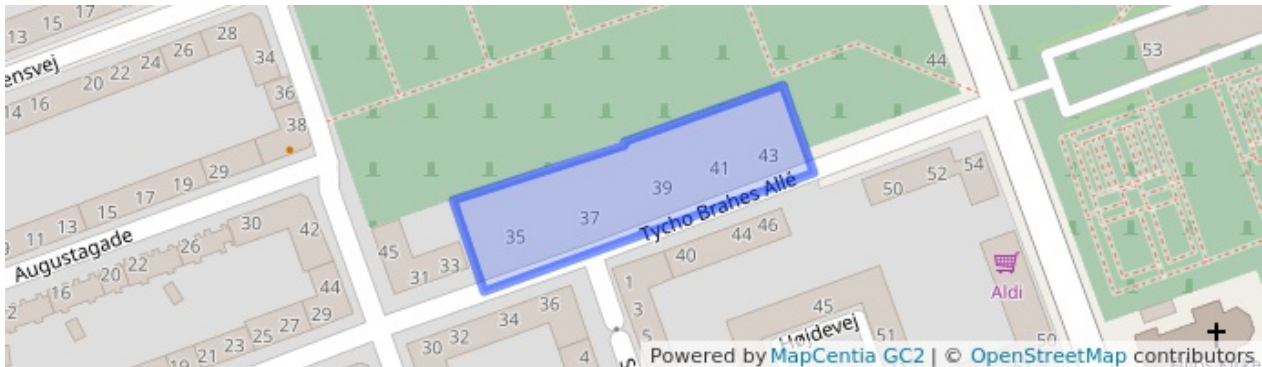 13 15 17
ensvej
14 16 20 22 24 26 28 34
36
38
44
53
9 11 13 15 17 19 29
Augustagade
16 20 22 26 30 42
44
19 21 23 25 27 29
45
31 33
35 37 39 41 43
Tycho Brahes Allé
50 52 54
40 44 46
30 32 34 36
4
1
3
5
45
Højdevej
51
Aldi
50
Powered by MapCentia GC2 | © OpenStreetMap contributors